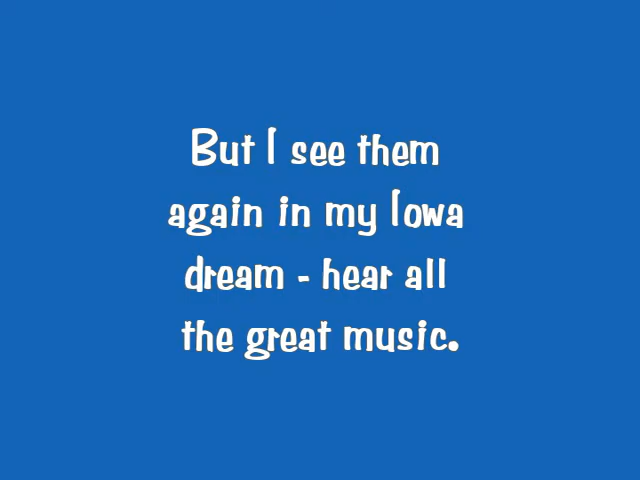 But I see them
again in my Iowa
dream - hear all
the great music.